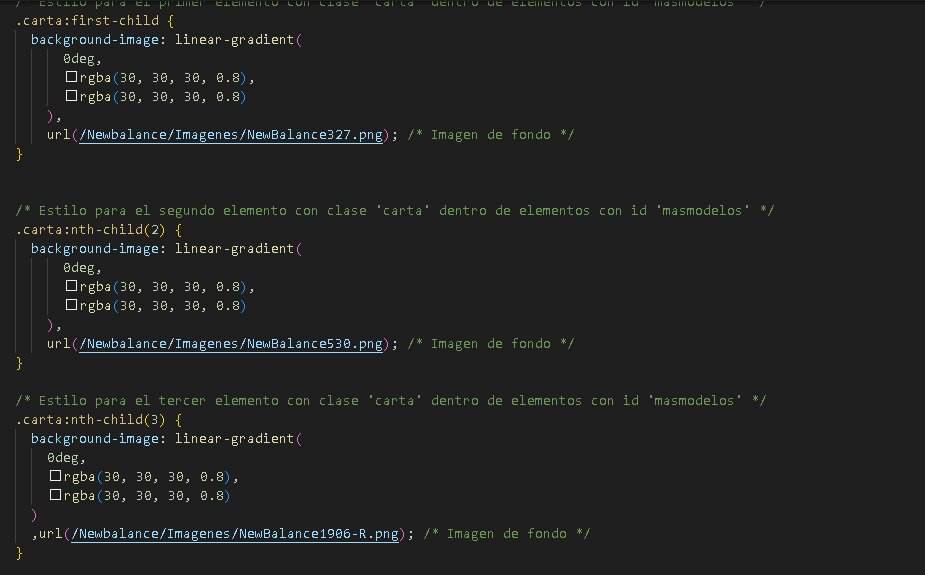 /* Estilo para el primer elemento con clase 'carta' dentro de elementos con id 'masmodelos' */
.carta:first-child {
background-image: linear-gradient(
0deg,
rgba(30, 30, 30, 0.8),
rgba(30, 30, 30, 0.8)
),
url(/Newbalance/Imagenes/NewBalance327.png); /* Imagen de fondo */
}
/* Estilo para el segundo elemento con clase 'carta' dentro de elementos con id 'masmodelos' */
.carta:nth-child(2) {
background-image: linear-gradient(
0deg,
rgba(30, 30, 30, 0.8),
rgba(30, 30, 30, 0.8)
),
url(/Newbalance/Imagenes/NewBalance530.png); /* Imagen de fondo */
}
/* Estilo para el tercer elemento con clase 'carta' dentro de elementos con id 'masmodelos' */
.carta:nth-child(3) {
background-image: linear-gradient(
0deg,
rgba(30, 30, 30, 0.8),
rgba(30, 30, 30, 0.8)
)
,url(/Newbalance/Imagenes/NewBalance1906-R.png); /* Imagen de fondo */
}